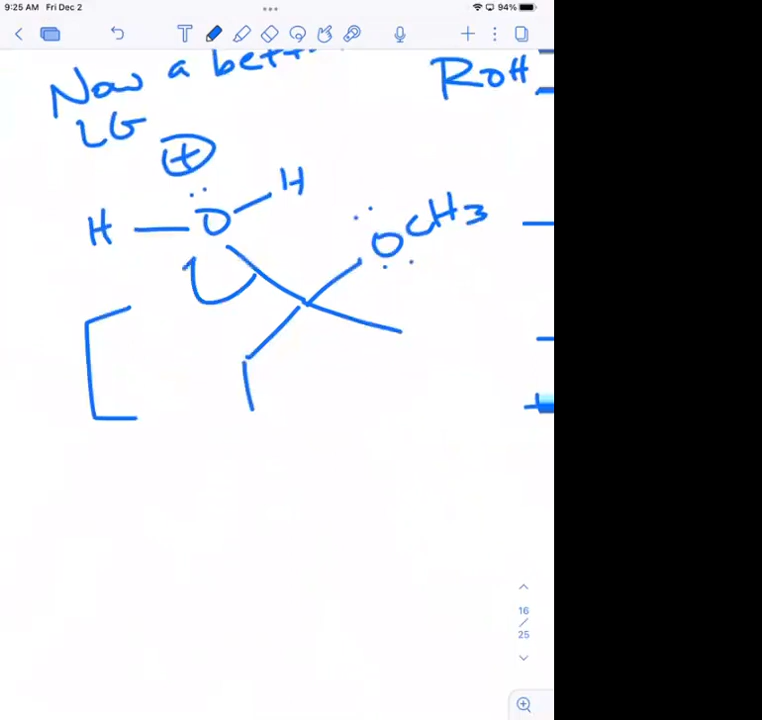 9:25 AM Fri Dec 2
94%
Now a bett
ROH
LG
+
H
H
O
OCH3
16
/
25